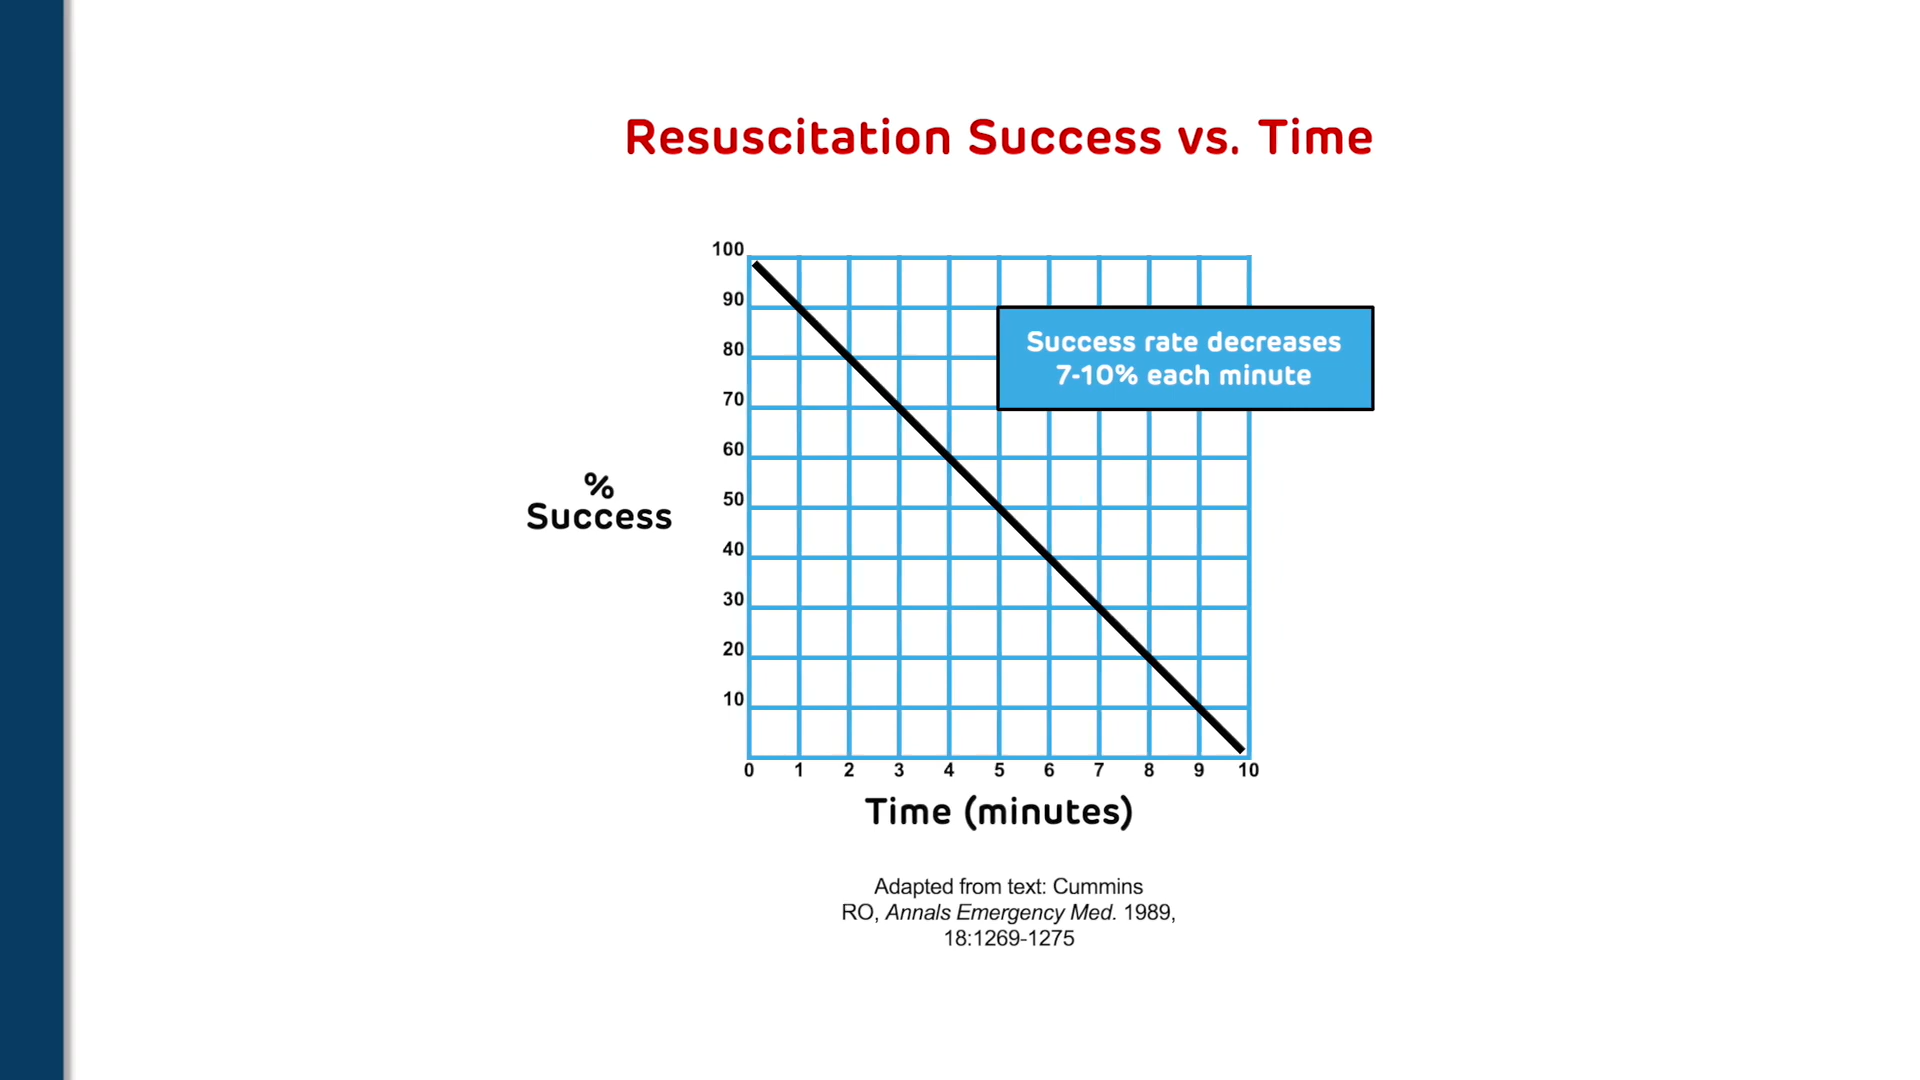 Resuscitation Success vs. Time
100
90
80
70
60
50
40
30
20
10
Success rate decreases
7-10% each minute
%
Success
0 1 2 3 4 5 6 7 8 9 10
Time (minutes)
Adapted from text: Cummins
RO, Annals Emergency Med. 1989,
18:1269-1275